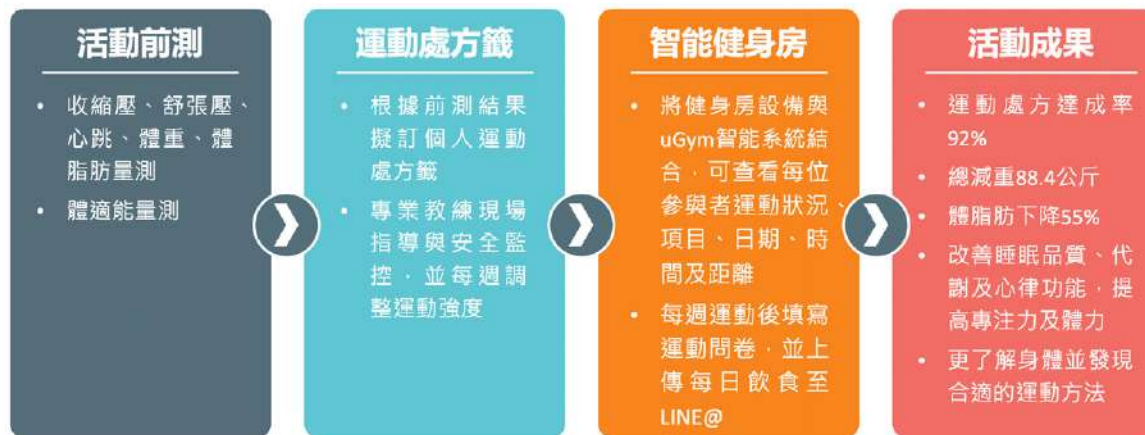 活動前測
• 收縮壓、舒張壓、
心跳、體重、體
脂肪量測
• 體適能量測
運動處方籤
• 根據前測結果
擬訂個人運動
處方籤
• 專業教練現場
指導與安全監
控，並每週調
整運動強度
智能健身房
• 將健身房設備與
uGym智能系統結
合，可查看每位
參與者運動狀況、
項目、日期、時
間及距離
• 每週運動後填寫
運動問卷，並上
傳每日飲食至
LINE@
活動成果
• 運動處方達成率
92%
• 總減重88.4公斤
• 體脂肪下降55%
• 改善睡眠品質、代
謝及心律功能，提
高專注力及體力
• 更了解身體並發現
合適的運動方法